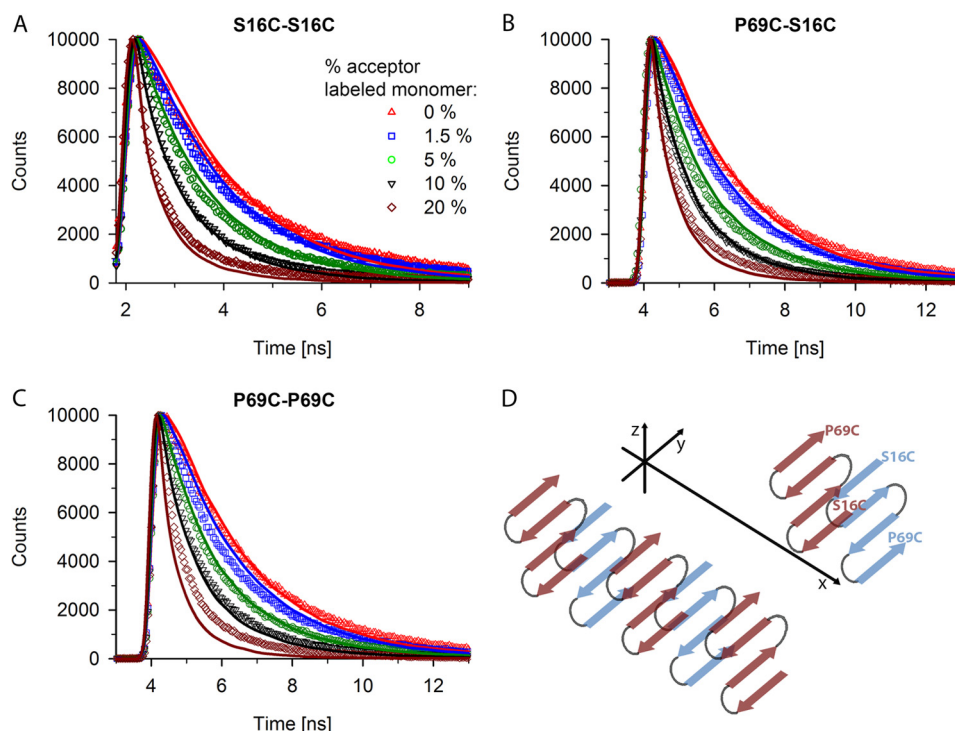 A
S16C-S16C
10000
8000
6000
4000
2000
0
Counts
2
4
6
8
Time [ns]
% acceptor
labeled monomer:
0 %
1.5 %
5 %
10 %
20 %
B
P69C-S16C
10000
8000
6000
4000
2000
0
Counts
4
6
8
10
12
Time [ns]
C
P69C-P69C
10000
8000
6000
4000
2000
0
Counts
4
6
8
10
12
Time [ns]
D
z
y
x
P69C
S16C
S16C
P69C